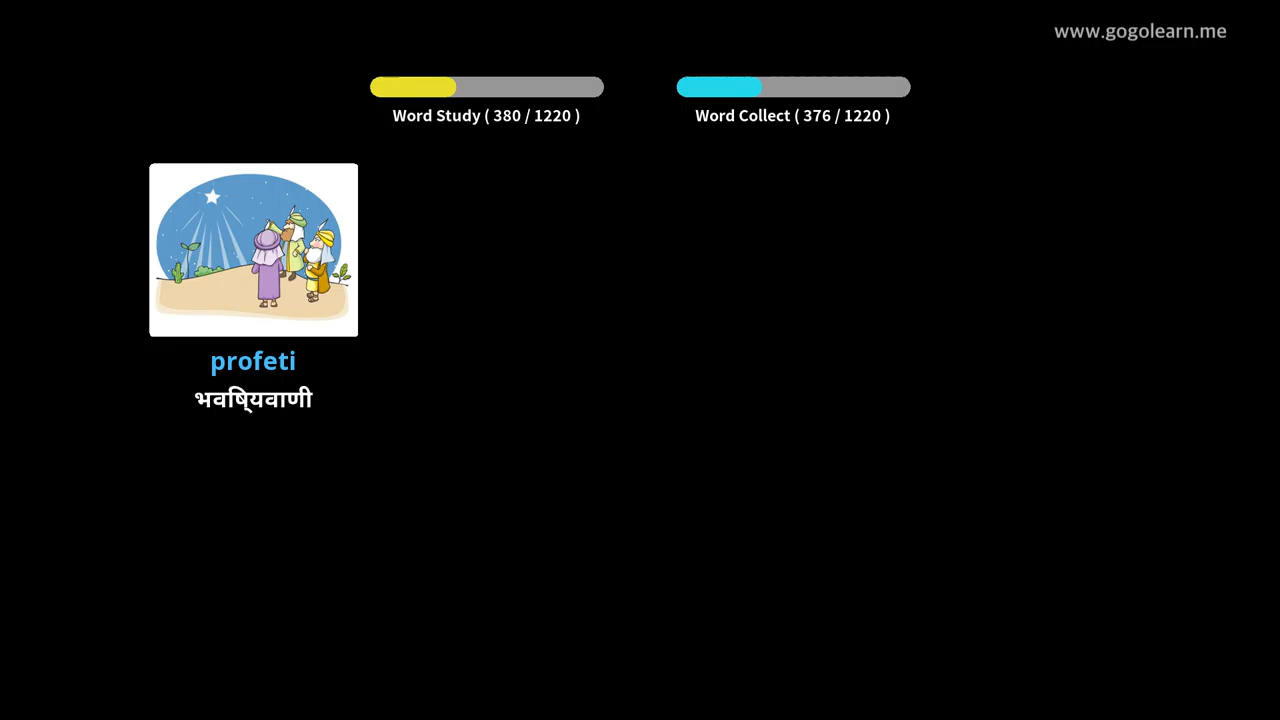 www.gogolearn.me
Word Study ( 380 / 1220 )
Word Collect ( 376 / 1220 )
profeti
भविष्यवाणी